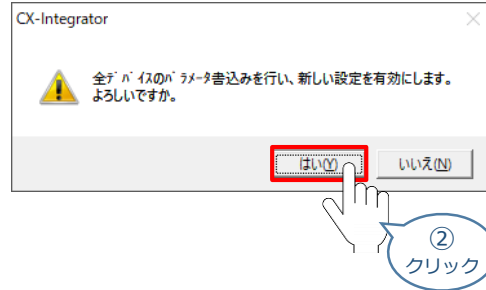 CX-Integrator
全ﾃﾞﾊﾞｲｽのﾊﾟﾗﾒｰﾀ書込みを行い、新しい設定を有効にします。
よろしいですか。
はい(Y)
いいえ(N)
②
クリック